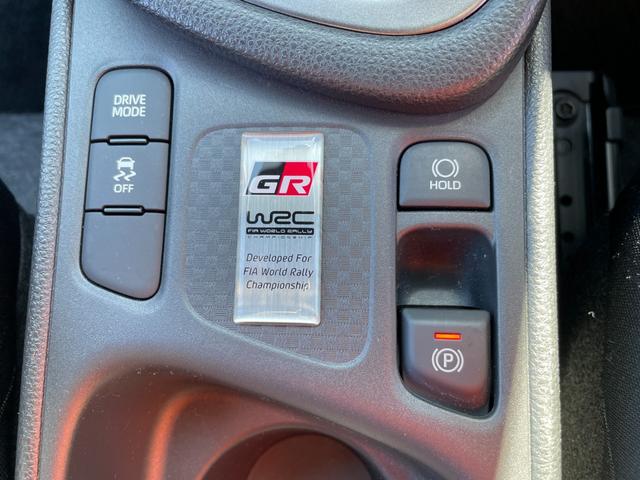 DRIVE
MODE
OFF
GR
WRC
FIA WORLD RALLY
CHAMPIONSHIP
Developed For
FIA World Rally
Championship
HOLD
P